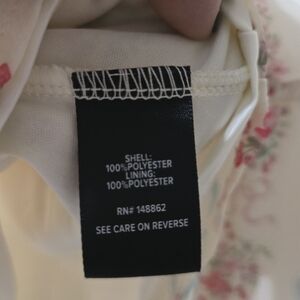 SHELL:
100%POLYESTER
LINING:
100%POLYESTER
RN# 148862
SEE CARE ON REVERSE